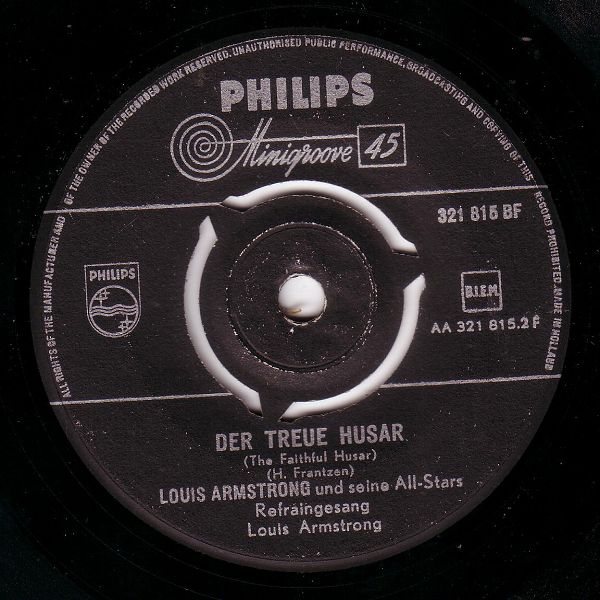 ALL RIGHTS OF THE MANUFACTURER AND OF THE OWNER OF THE RECORDED WORK RESERVED. UNAUTHORISED PUBLIC PERFORMANCE, BROADCASTING AND COPYING OF THIS RECORD PROHIBITED. MADE IN HOLLAND
PHILIPS
Minigroove 45
321 815 BF
PHILIPS
B.I.E.M.
AA 321 815.2 F
DER TREUE HUSAR
(The Faithful Husar)
(H. Frantzen)
LOUIS ARMSTRONG und seine All-Stars
Refraingesang
Louis Armstrong